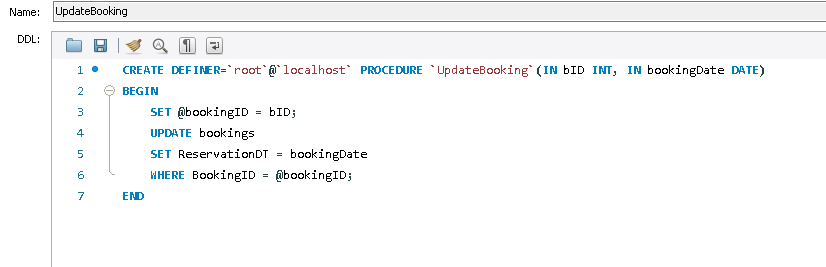 Name: UpdateBooking
DDL:
1 CREATE DEFINER=`root`@`localhost` PROCEDURE `UpdateBooking`(IN bID INT, IN bookingDate DATE)
2 BEGIN
3 SET @bookingID = bID;
4 UPDATE bookings
5 SET ReservationDT = bookingDate
6 WHERE BookingID = @bookingID;
7 END